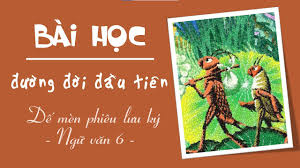 BÀI HỌC
đường đời đầu tiên
Dế mèn phiêu lưu ký
- Ngữ văn 6 -